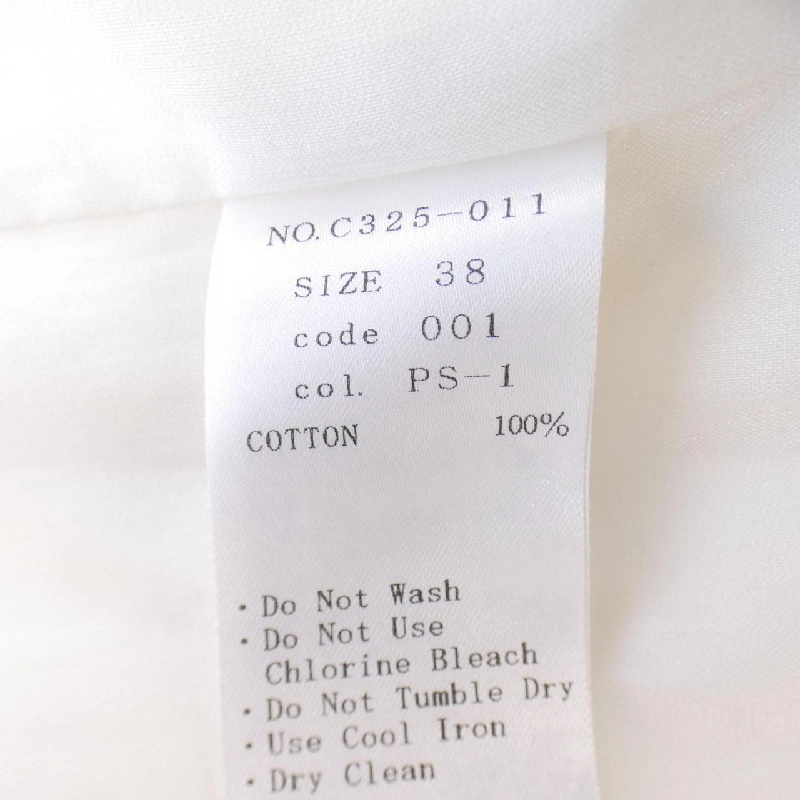 NO. C325-011
SIZE 38
code 001
col. PS-1
COTTON 100%
・Do Not Wash
・Do Not Use
Chlorine Bleach
・Do Not Tumble Dry
・Use Cool Iron
・Dry Clean